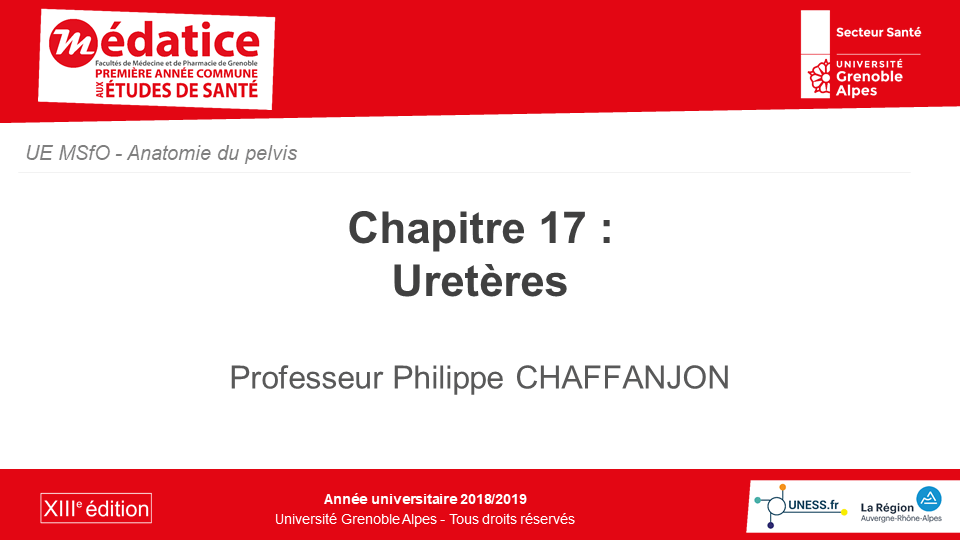 médatice
Facultés de Médecine et de Pharmacie de Grenoble
PREMIÈRE ANNÉE COMMUNE
AUX ÉTUDES DE SANTÉ
Secteur Santé
UNIVERSITÉ
Grenoble
Alpes
UE MSfO - Anatomie du pelvis
Chapitre 17 :
Uretères
Professeur Philippe CHAFFANJON
XIIIe édition
Année universitaire 2018/2019
Université Grenoble Alpes - Tous droits réservés
UNESS.fr
La Région
Auvergne-Rhône-Alpes